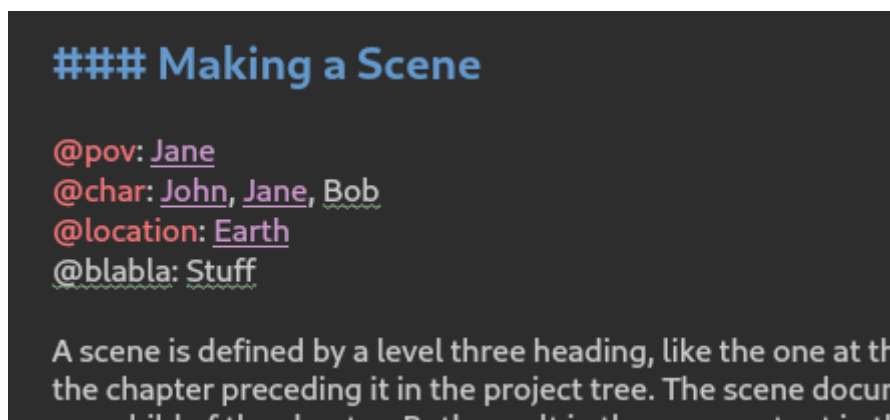 ### Making a Scene
@pov: Jane
@char: John, Jane, Bob
@location: Earth
@blabla: Stuff
A scene is defined by a level three heading, like the one at th
the chapter preceding it in the project tree. The scene docur